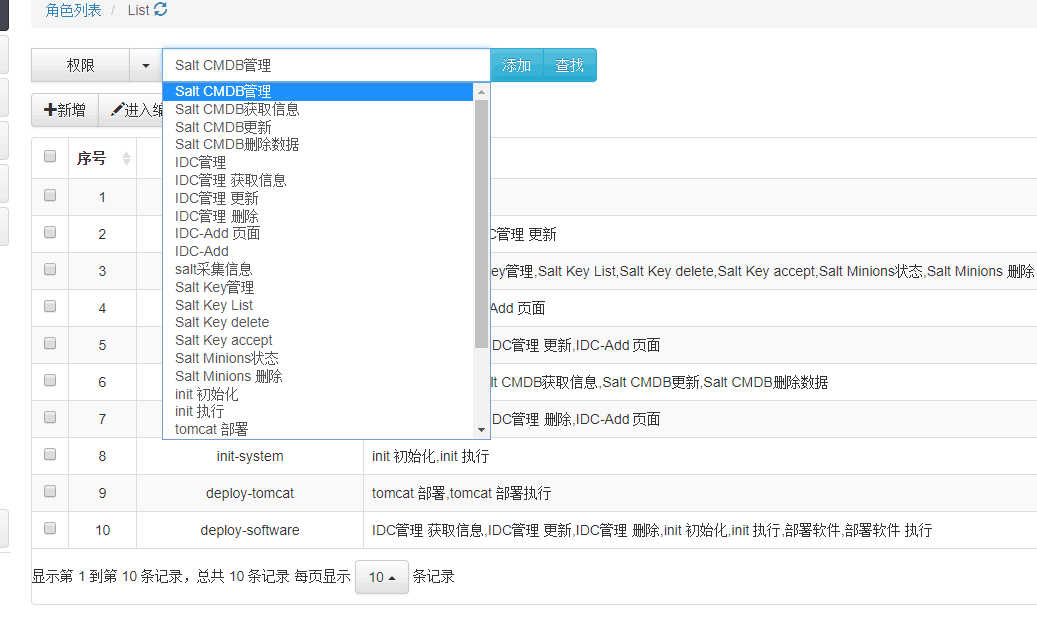 角色列表 / List
权限
Salt CMDB管理
添加
查找
Salt CMDB管理
Salt CMDB获取信息
Salt CMDB更新
Salt CMDB删除数据
IDC管理
IDC管理 获取信息
IDC管理 更新
IDC管理 删除
IDC-Add 页面
IDC-Add
salt采集信息
Salt Key管理
Salt Key List
Salt Key delete
Salt Key accept
Salt Minions状态
Salt Minions 删除
init 初始化
init 执行
tomcat 部署
新增
进入编
序号
1
2 管理 更新
3 ey管理,Salt Key List,Salt Key delete,Salt Key accept,Salt Minions状态,Salt Minions 删除
4 Add 页面
5 DC管理 更新,IDC-Add 页面
6 lt CMDB获取信息,Salt CMDB更新,Salt CMDB删除数据
7 DC管理 删除,IDC-Add 页面
8 init-system init 初始化,init 执行
9 deploy-tomcat tomcat 部署,tomcat 部署执行
10 deploy-software IDC管理 获取信息,IDC管理 更新,IDC管理 删除,init 初始化,init 执行,部署软件,部署软件 执行
显示第 1 到第 10 条记录，总共 10 条记录 每页显示 10 条记录